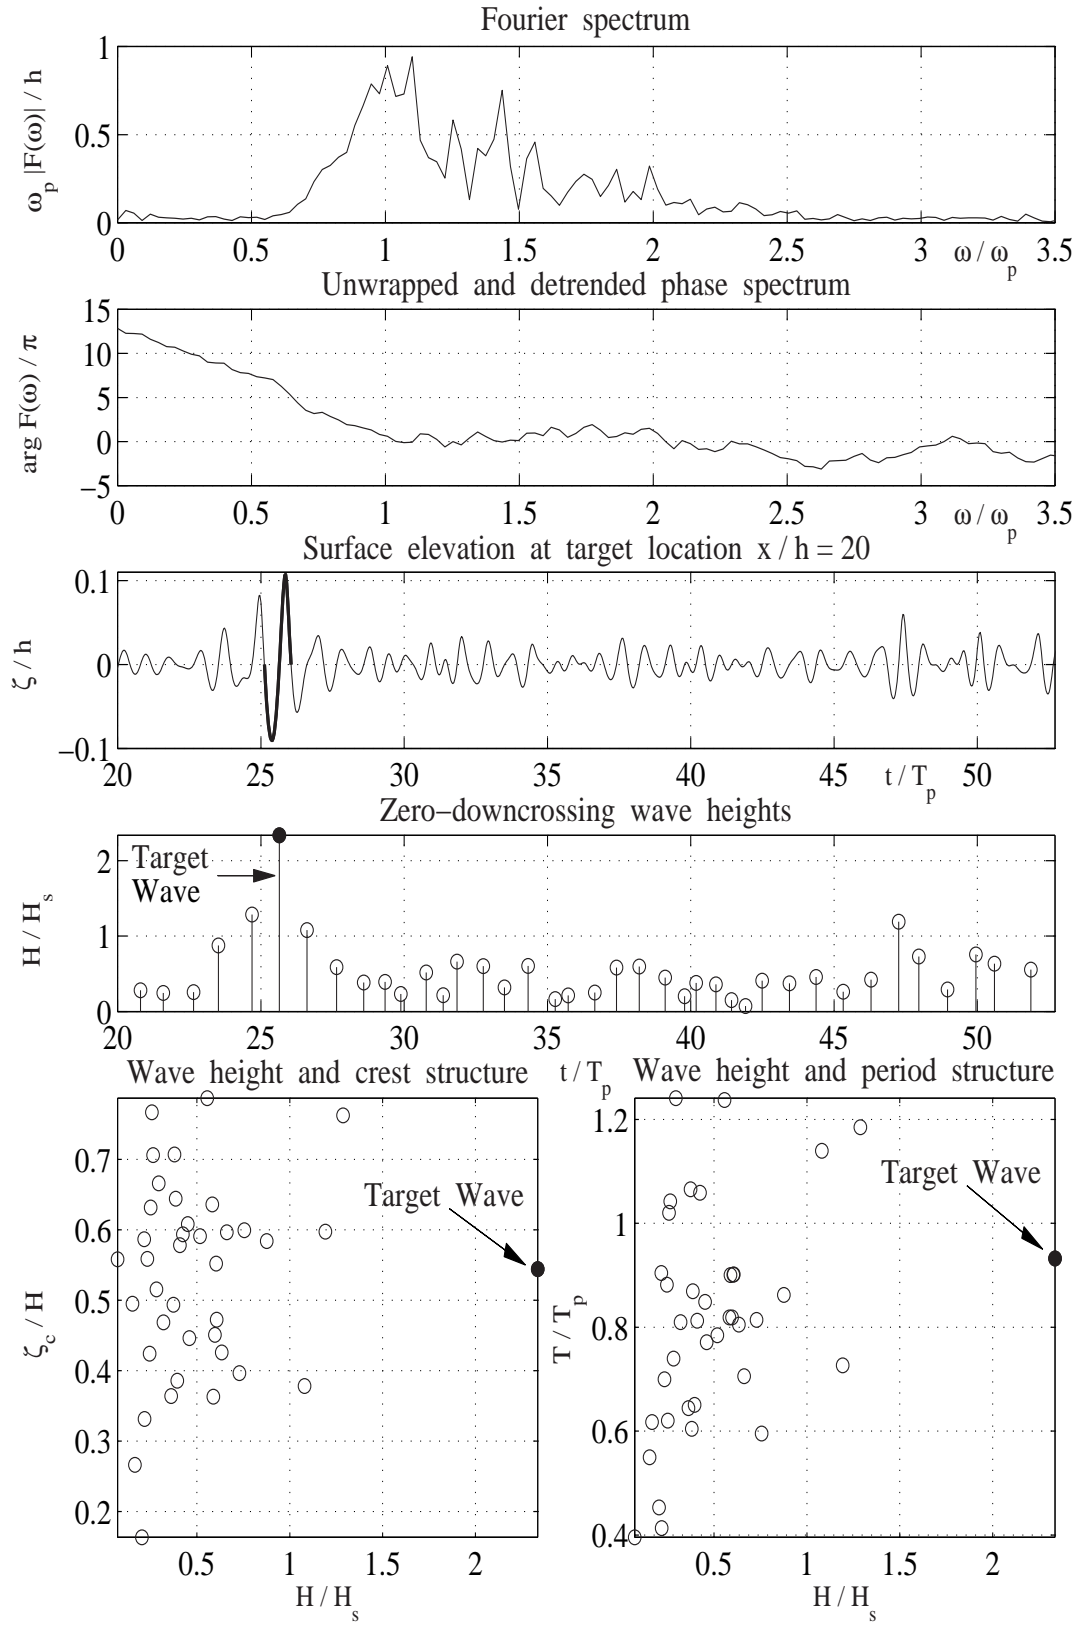 Fourier spectrum
1
0.5
0
ω_p |F(ω)| / h
0 0.5 1 1.5 2 2.5 3 ω / ω_p 3.5
Unwrapped and detrended phase spectrum
15
10
5
0
−5
arg F(ω) / π
0 0.5 1 1.5 2 2.5 3 ω / ω_p 3.5
Surface elevation at target location x / h = 20
0.1
0
−0.1
ζ / h
20 25 30 35 40 45 t / T_p 50
Zero−downcrossing wave heights
2
1
0
H / H_s
Target
Wave
20 25 30 35 40 45 50
t / T_p
Wave height and crest structure
0.7
0.6
0.5
0.4
0.3
0.2
ζ_c / H
Target Wave
0.5 1 1.5 2
H / H_s
Wave height and period structure
1.2
1
0.8
0.6
0.4
T / T_p
Target Wave
0.5 1 1.5 2
H / H_s